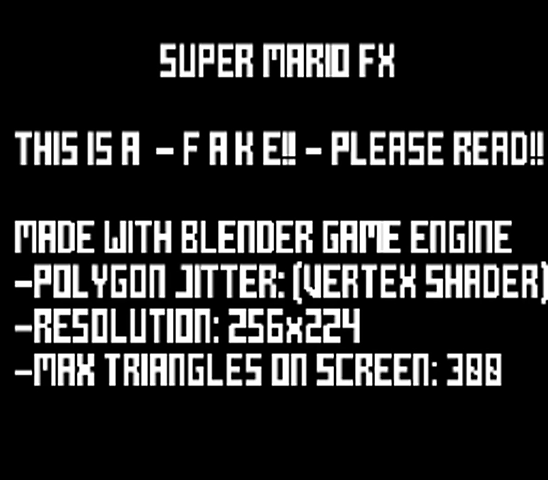 SUPER MARIO FX
THIS IS A - F A K E!! - PLEASE READ!!
MADE WITH BLENDER GAME ENGINE
-POLYGON JITTER: (VERTEX SHADER)
-RESOLUTION: 256x224
-MAX TRIANGLES ON SCREEN: 300